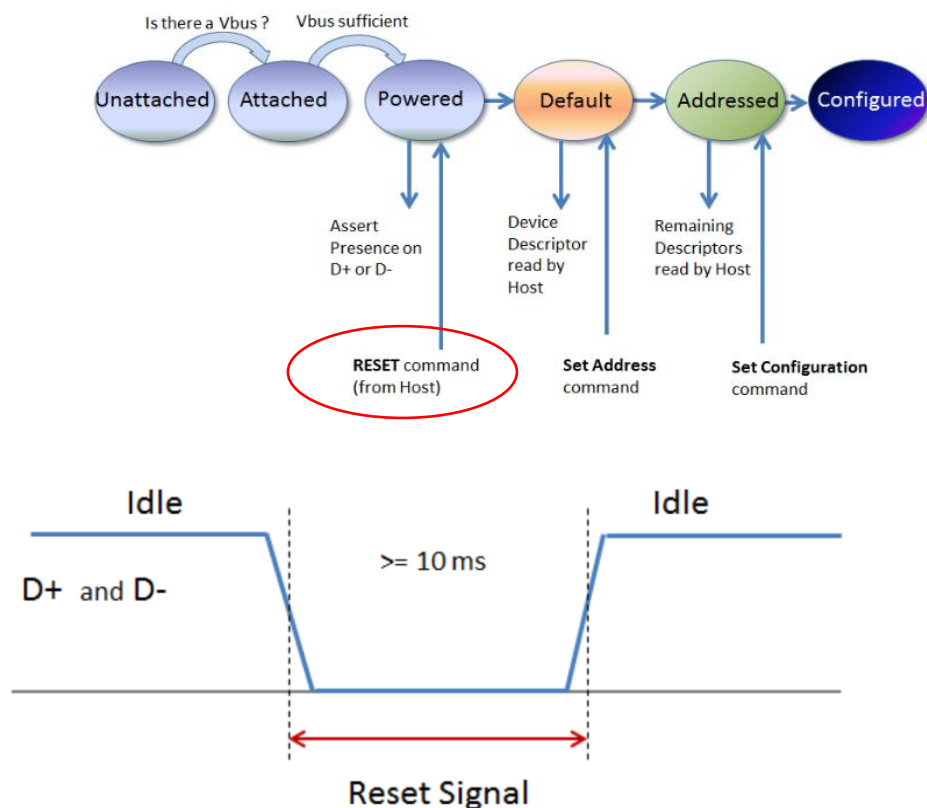 Is there a Vbus ?
Vbus sufficient
Unattached
Attached
Powered
Default
Addressed
Configured
Assert
Presence on
D+ or D-
Device
Descriptor
read by
Host
Remaining
Descriptors
read by Host
RESET command
(from Host)
Set Address
command
Set Configuration
command
Idle
Idle
>= 10 ms
D+ and D-
Reset Signal